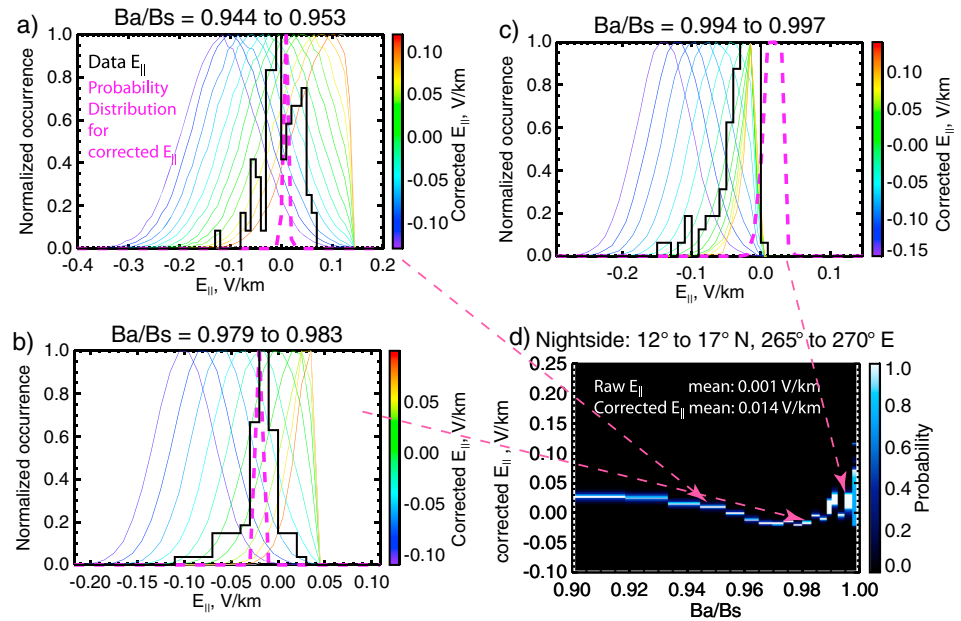 a)
Ba/Bs = 0.944 to 0.953
Normalized occurrence
1.0
0.8
0.6
0.4
0.2
0.0
Data E||
Probability
Distribution
for
corrected E||
-0.4
-0.3
-0.2
-0.1
0.0
0.1
0.2
E||, V/km
0.10
0.05
0.00
-0.05
-0.10
Corrected E||, V/km
c)
Ba/Bs = 0.994 to 0.997
Normalized occurrence
1.0
0.8
0.6
0.4
0.2
0.0
-0.2
-0.1
0.0
0.1
E||, V/km
0.10
0.05
0.00
-0.05
-0.10
-0.15
Corrected E||, V/km
b)
Ba/Bs = 0.979 to 0.983
Normalized occurrence
1.0
0.8
0.6
0.4
0.2
0.0
-0.20
-0.15
-0.10
-0.05
0.00
0.05
0.10
E||, V/km
0.05
0.00
-0.05
-0.10
Corrected E||, V/km
d)
Nightside: 12° to 17° N, 265° to 270° E
corrected E|| , V/km
0.25
0.20
0.15
0.10
0.05
0.00
-0.05
-0.10
Raw E|| mean: 0.001 V/km
Corrected E|| mean: 0.014 V/km
0.90
0.92
0.94
0.96
0.98
1.00
Ba/Bs
1.0
0.8
0.6
0.4
0.2
0.0
Probability